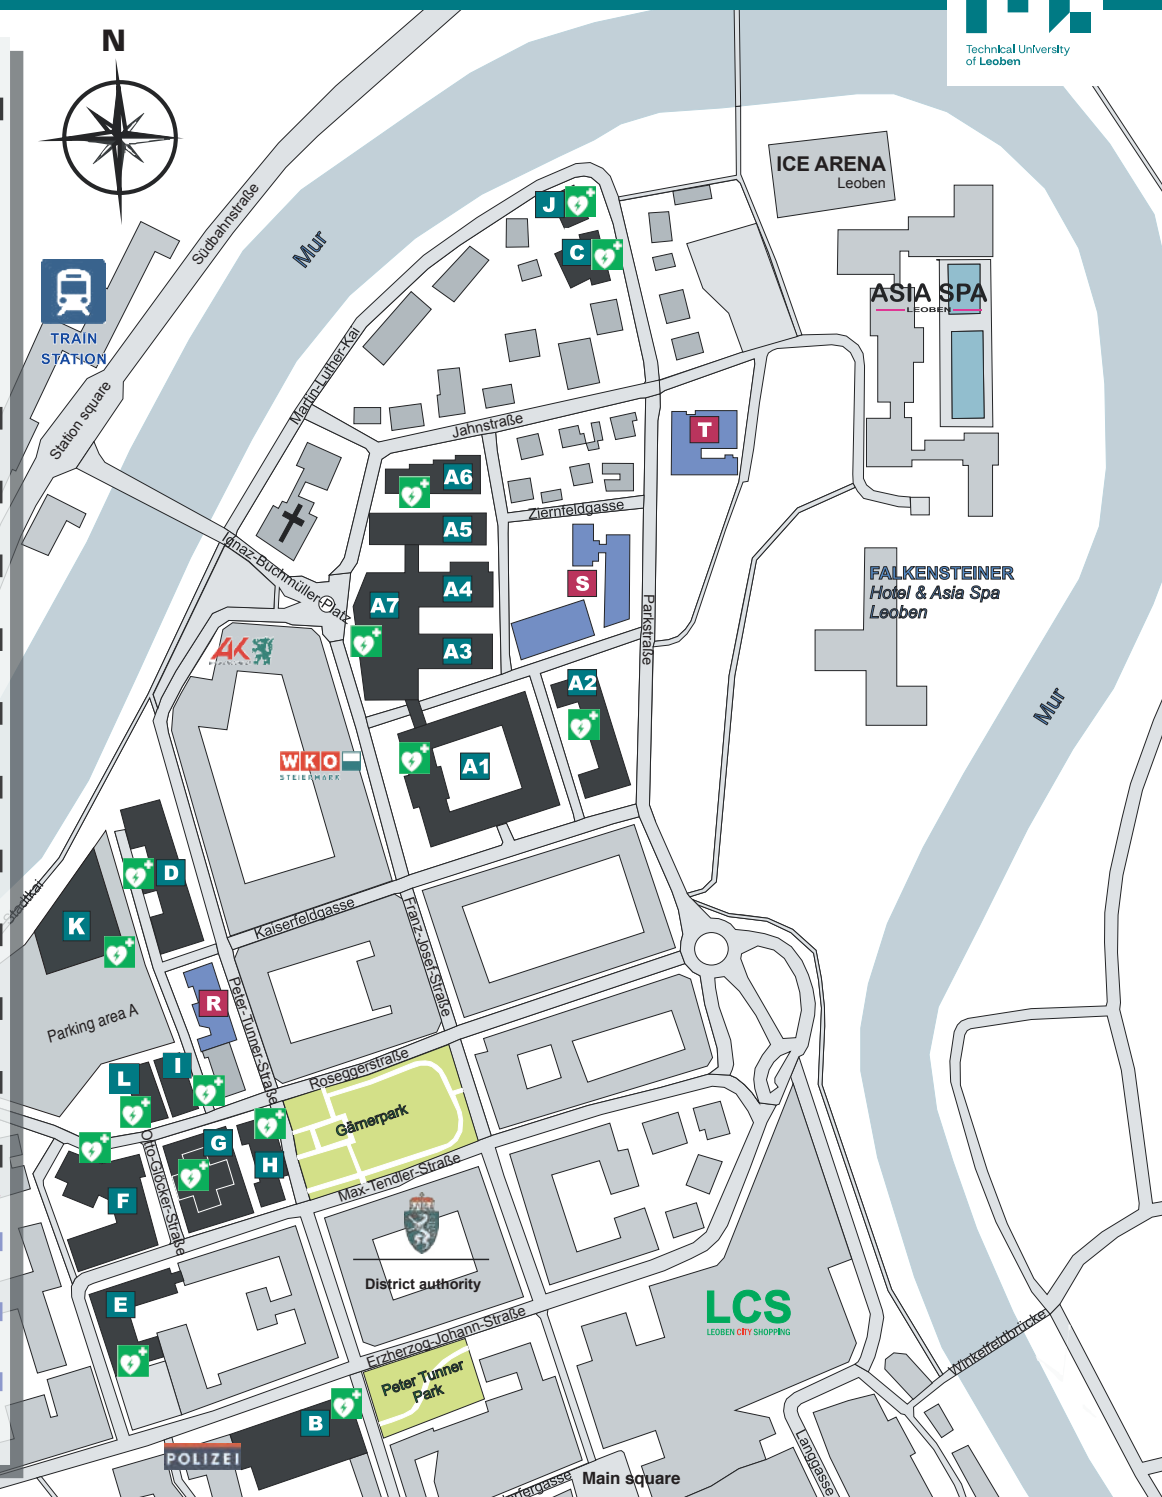 Technical University
of Leoben
N
ICE ARENA
Leoben
Südbahnstraße
Mur
J
C
TRAIN
STATION
ASIA SPA
LEOBEN
Martin-Luther-Kai
Station square
Jahnstraße
T
A6
A5
Ziernfeldgasse
Ignaz-Buchmüller-Platz
A4
A7
S
FALKENSTEINER
Hotel & Asia Spa
Leoben
Parkstraße
AK
A3
A2
Mur
WKO
STEIERMARK
A1
D
K
Stadtkai
Kaiserfeldgasse
Franz-Josef-Straße
R
Peter-Tunner-Straße
Parking area A
I
L
Roseggerstraße
Gärnerpark
Otto-Glöcker-Straße
G
H
Max-Tendler-Straße
F
District authority
E
LCS
LEOBEN CITY SHOPPING
Erzherzog-Johann-Straße
Winkelfeldbrücke
Peter Tunner
Park
B
POLIZEI
Langgasse
Main square